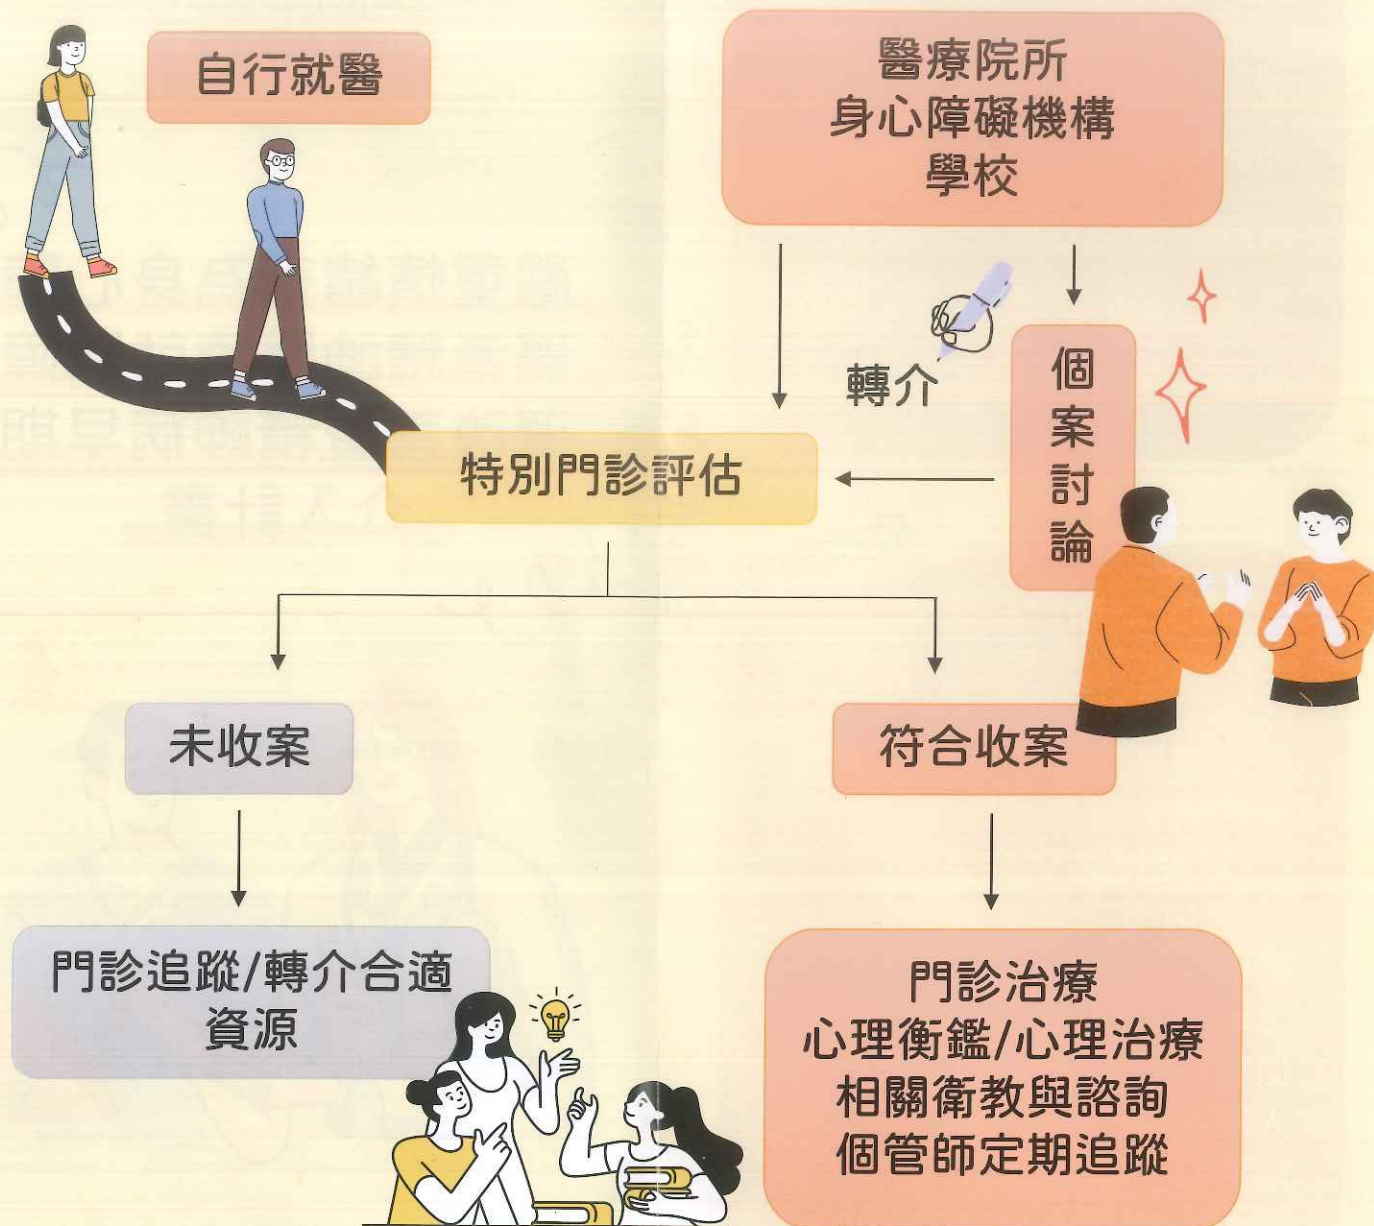 自行就醫
醫療院所
身心障礙機構
學校
轉介
個案討論
特別門診評估
未收案
符合收案
門診追蹤/轉介合適
資源
門診治療
心理衡鑑/心理治療
相關衛教與諮詢
個管師定期追蹤